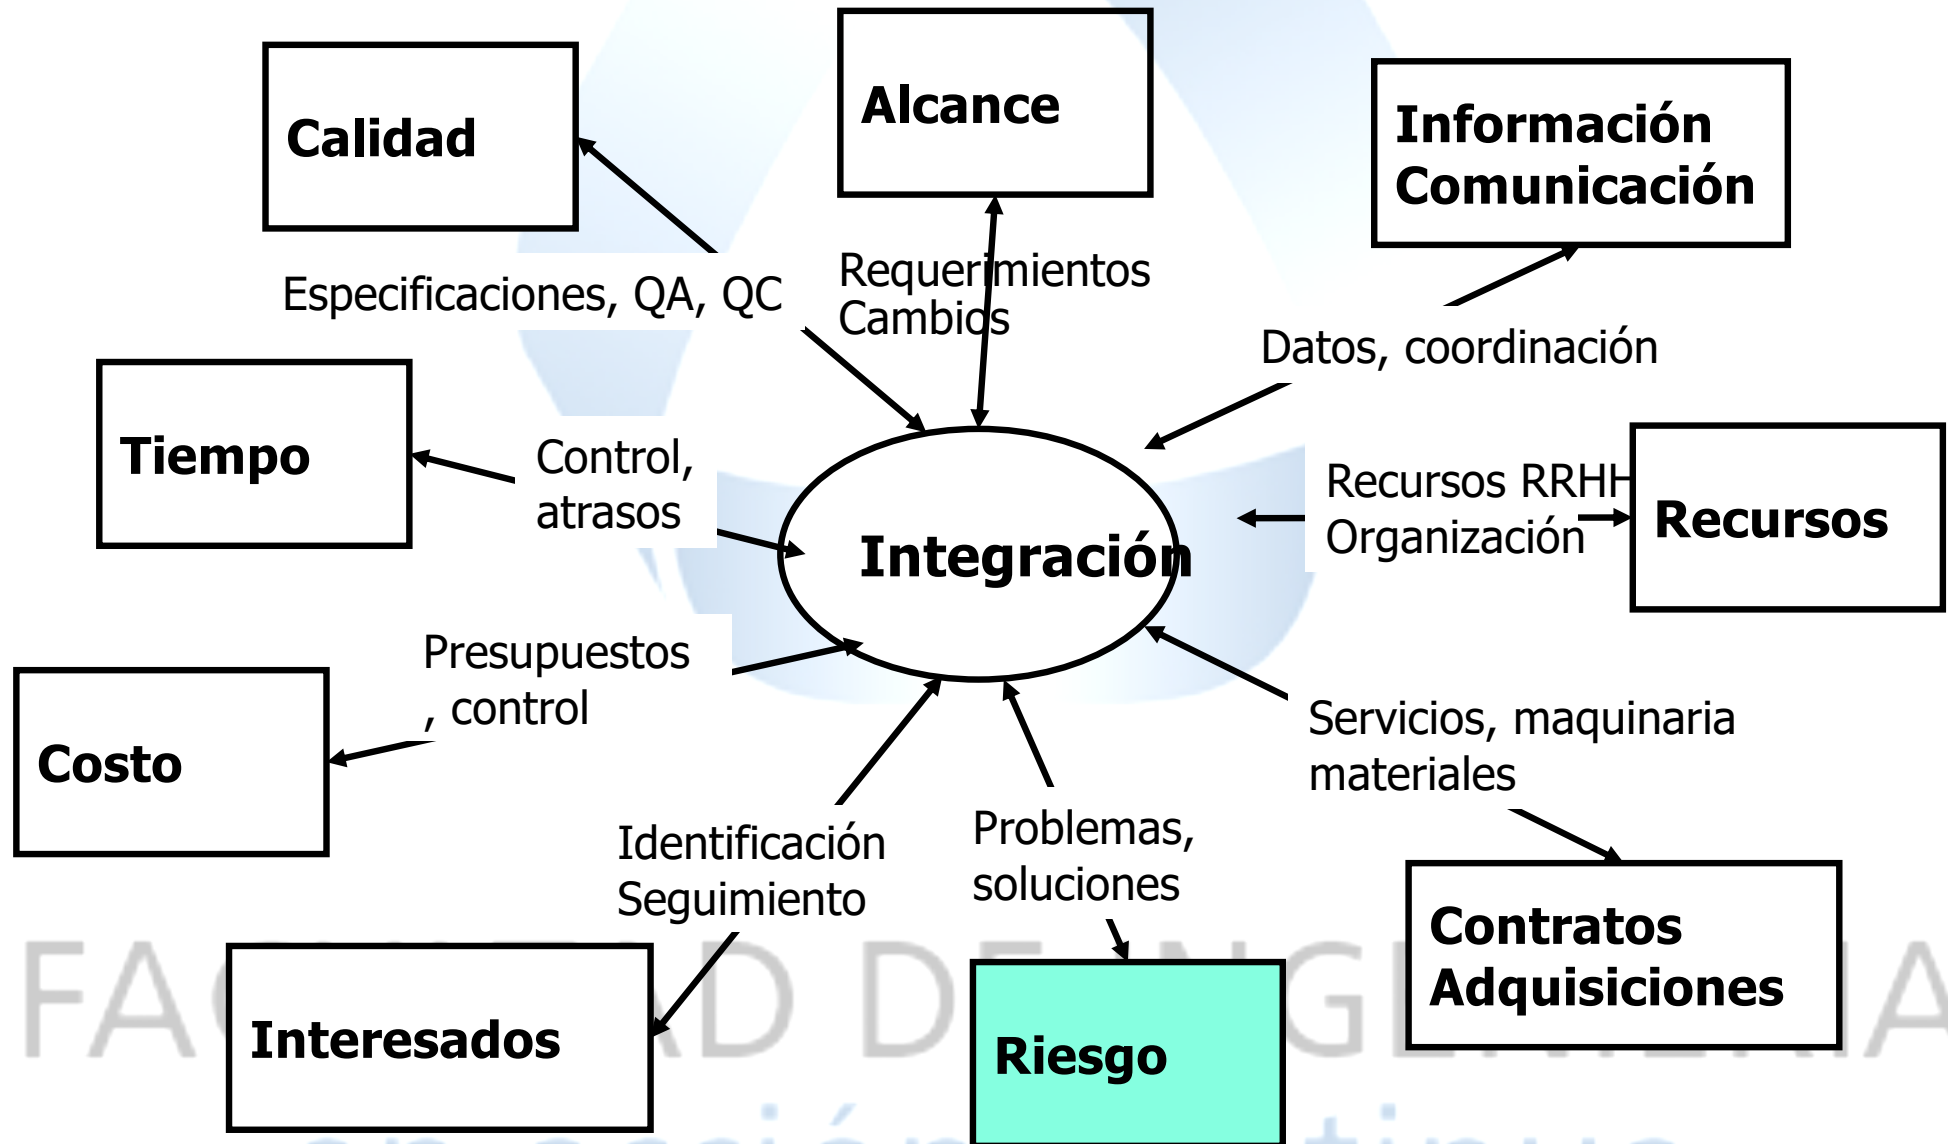 Calidad
Alcance
Información
Comunicación
Especificaciones, QA, QC
Requerimientos
Cambios
Datos, coordinación
Tiempo
Control,
atrasos
Integración
Recursos RRHH
Organización
Recursos
Presupuestos
, control
Costo
Servicios, maquinaria
materiales
Identificación
Seguimiento
Problemas,
soluciones
Contratos
Adquisiciones
Interesados
Riesgo
DE